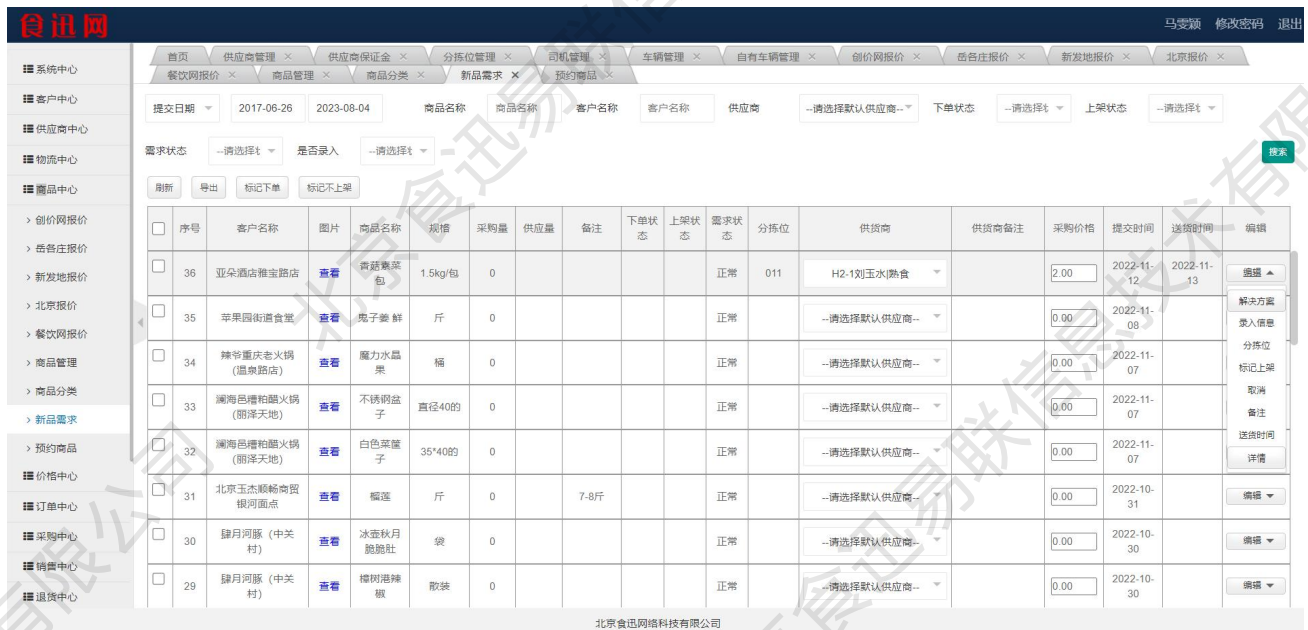 食迅网
马雯颖 修改密码 退出
首页 供应商管理 × 供应商保证金 × 分拣位管理 × 司机管理 × 车辆管理 × 自有车辆管理 × 创价网报价 × 岳各庄报价 × 新发地报价 × 北京报价 ×
餐饮网报价 × 商品管理 × 商品分类 × 新品需求 × 预约商品 ×
系统中心
客户中心
供应商中心
物流中心
商品中心
> 创价网报价
> 岳各庄报价
> 新发地报价
> 北京报价
> 餐饮网报价
> 商品管理
> 商品分类
> 新品需求
> 预约商品
价格中心
订单中心
采购中心
销售中心
退货中心
提交日期 2017-06-26 2023-08-04 商品名称 商品名称 客户名称 客户名称 供应商 --请选择默认供应商-- 下单状态 --请选择 上架状态 --请选择
需求状态 --请选择 是否录入 --请选择 搜索
刷新 导出 标记下单 标记不上架
序号 客户名称 图片 商品名称 规格 采购量 供应量 备注 下单状态 上架状态 需求状态 分拣位 供货商 供货商备注 采购价格 提交时间 送货时间 编辑
36 亚朵酒店雅宝路店 查看 香菇素菜包 1.5kg/包 0 正常 011 H2-1刘玉水|熟食 2.00 2022-11-12 2022-11-13 编辑
35 苹果园街道食堂 查看 鬼子姜 鲜 斤 0 正常 --请选择默认供应商-- 0.00 2022-11-08
34 辣爷重庆老火锅(温泉路店) 查看 魔力水晶果 桶 0 正常 --请选择默认供应商-- 0.00 2022-11-07
33 澜海邑糟粕醋火锅(丽泽天地) 查看 不锈钢盆子 直径40的 0 正常 --请选择默认供应商-- 0.00 2022-11-07
32 澜海邑糟粕醋火锅(丽泽天地) 查看 白色菜筐子 35*40的 0 正常 --请选择默认供应商-- 0.00 2022-11-07
31 北京玉杰顺畅商贸银河面点 查看 榴莲 斤 0 7-8斤 正常 --请选择默认供应商-- 0.00 2022-10-31 编辑
30 肆月河豚（中关村） 查看 冰壶秋月脆脆肚 袋 0 正常 --请选择默认供应商-- 0.00 2022-10-30 编辑
29 肆月河豚（中关村） 查看 樟树港辣椒 散装 0 正常 --请选择默认供应商-- 0.00 2022-10-30 编辑
解决方案
录入信息
分拣位
标记上架
取消
备注
送货时间
详情
北京食迅网络科技有限公司
北京食迅易联信息技术有限公司